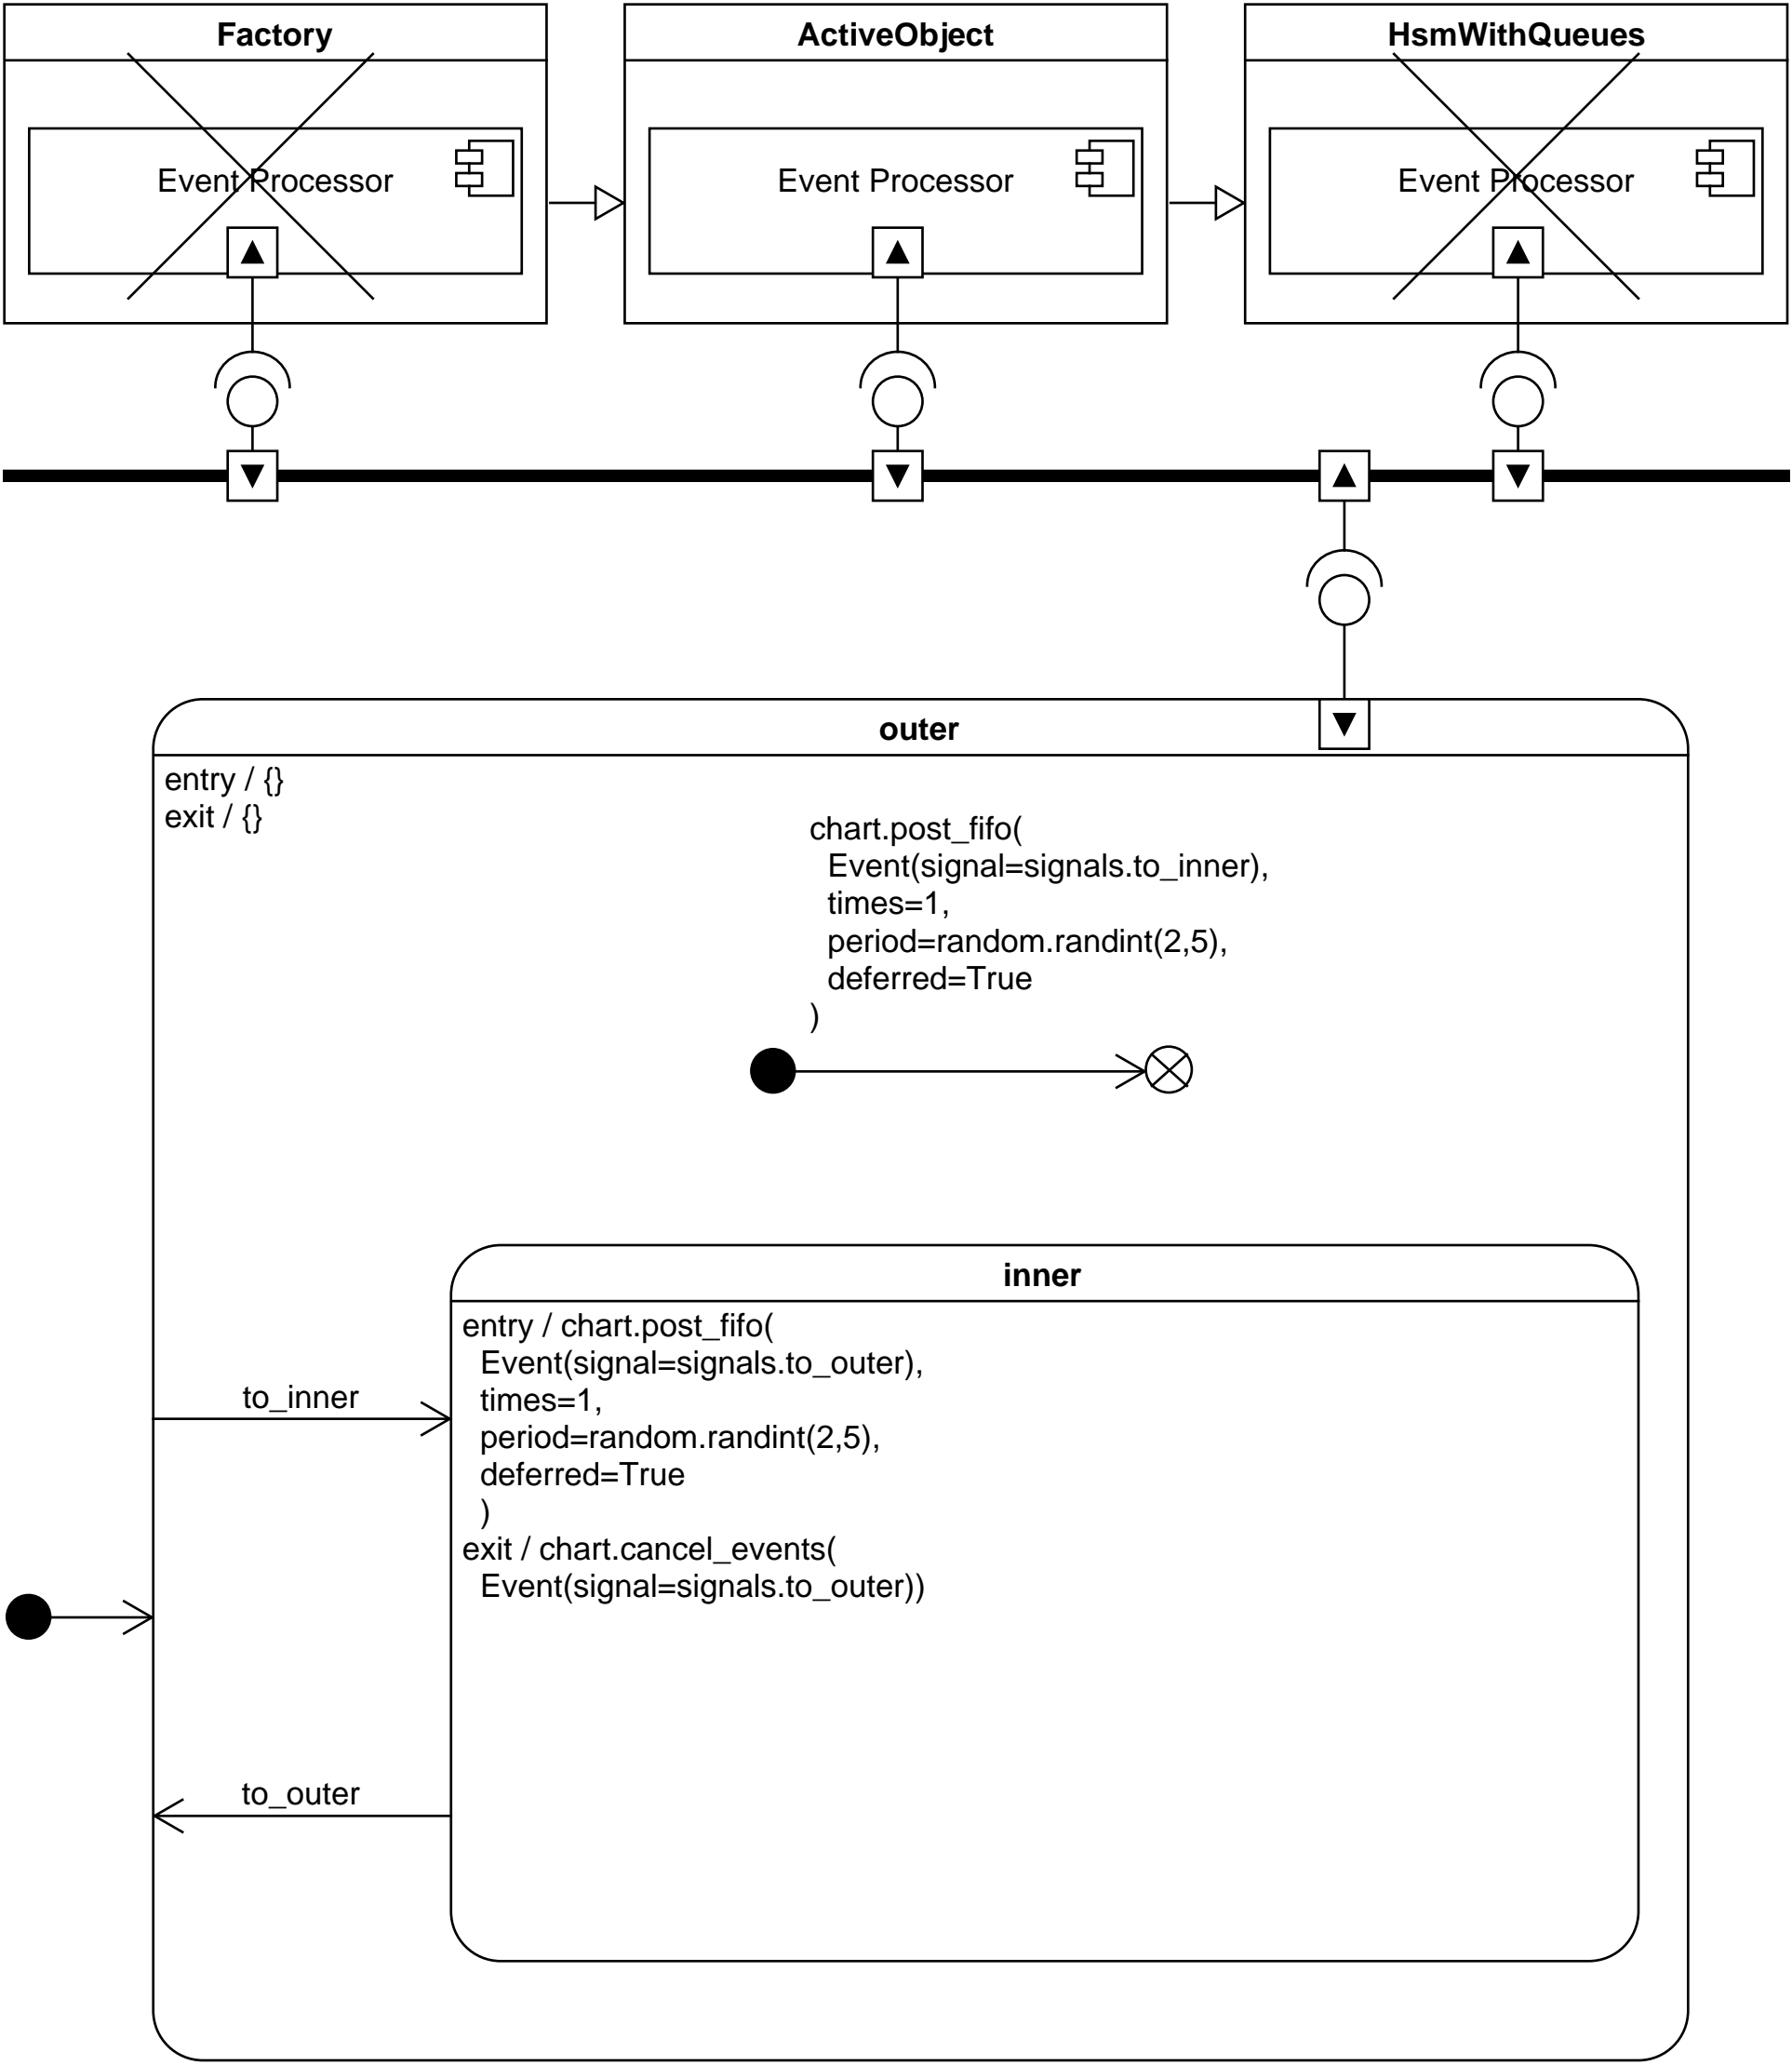 Factory
ActiveObject
HsmWithQueues
Event Processor
Event Processor
Event Processor
outer
entry / {}
exit / {}
chart.post_fifo(
Event(signal=signals.to_inner),
times=1,
period=random.randint(2,5),
deferred=True
)
inner
entry / chart.post_fifo(
Event(signal=signals.to_outer),
times=1,
period=random.randint(2,5),
deferred=True
)
exit / chart.cancel_events(
Event(signal=signals.to_outer))
to_inner
to_outer